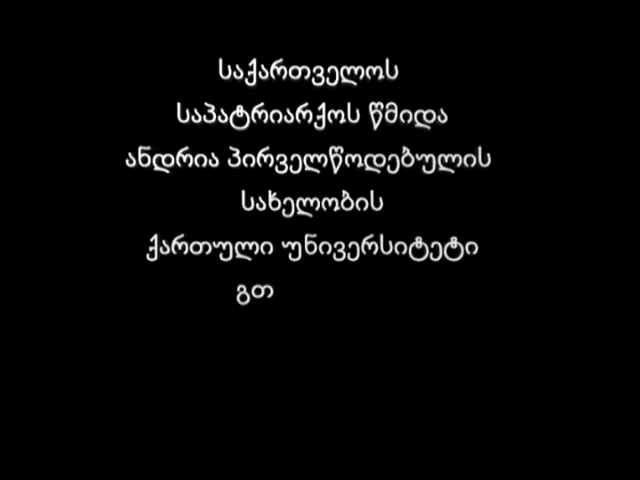 საქართველოს
საპატრიარქოს წმიდა
ანდრია პირველწოდებულის
სახელობის
ქართული უნივერსიტეტი
გთ